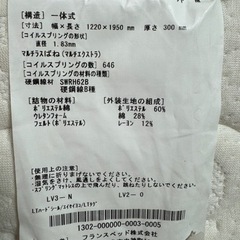 [構造] 一体式
[寸法] 幅×長さ 1220×1950 mm 厚さ 300 mm
[コイルスプリングの形状]
直径 1.83mm
マルチラスばね(マルチエクストラ)
[コイルスプリングの数] 646
[コイルスプリングの材料の種類]
硬鋼線材 SWRH62B
硬鋼線B種
[詰物の材料]
ポリエステル綿
ウレタンフォーム
フェルト(ポリエステル)
[外装生地の組成]
ポリエステル 60%
綿 28%
レーヨン 12%
使用上の注意
LV3-N LV2-0
1302-000000-0003-0005
フランスベッド株式会社